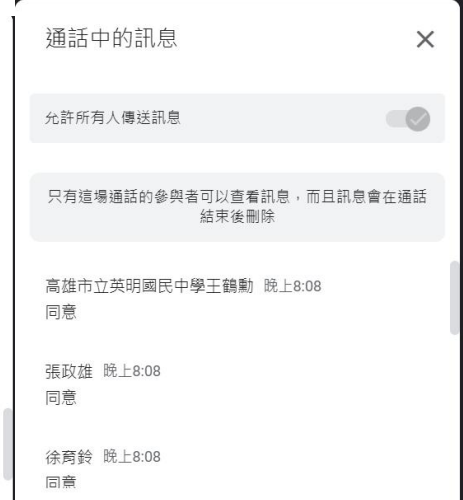 通話中的訊息
允許所有人傳送訊息
只有這場通話的參與者可以查看訊息，而且訊息會在通話
結束後刪除
高雄市立英明國民中學王鶴勳 晚上8:08
同意
張政雄 晚上8:08
同意
徐育鈴 晚上8:08
同意